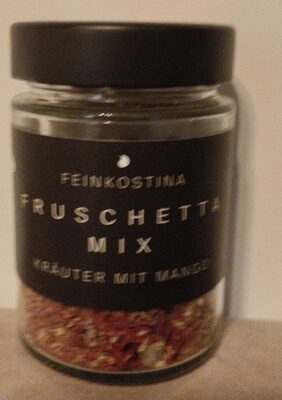 FEINKOSTINA
FRUSCHETTA
MIX
KRÄUTER MIT MANGO